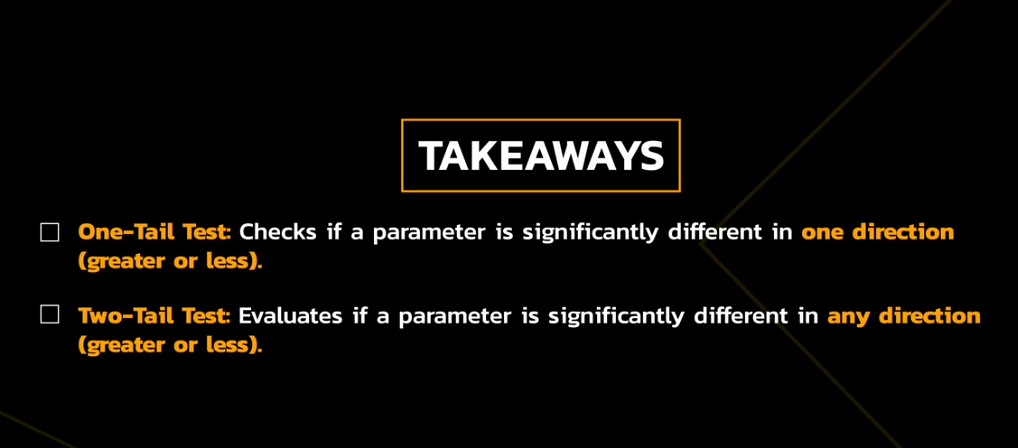 TAKEAWAYS
One-Tail Test: Checks if a parameter is significantly different in one direction
(greater or less).
Two-Tail Test: Evaluates if a parameter is significantly different in any direction
(greater or less).